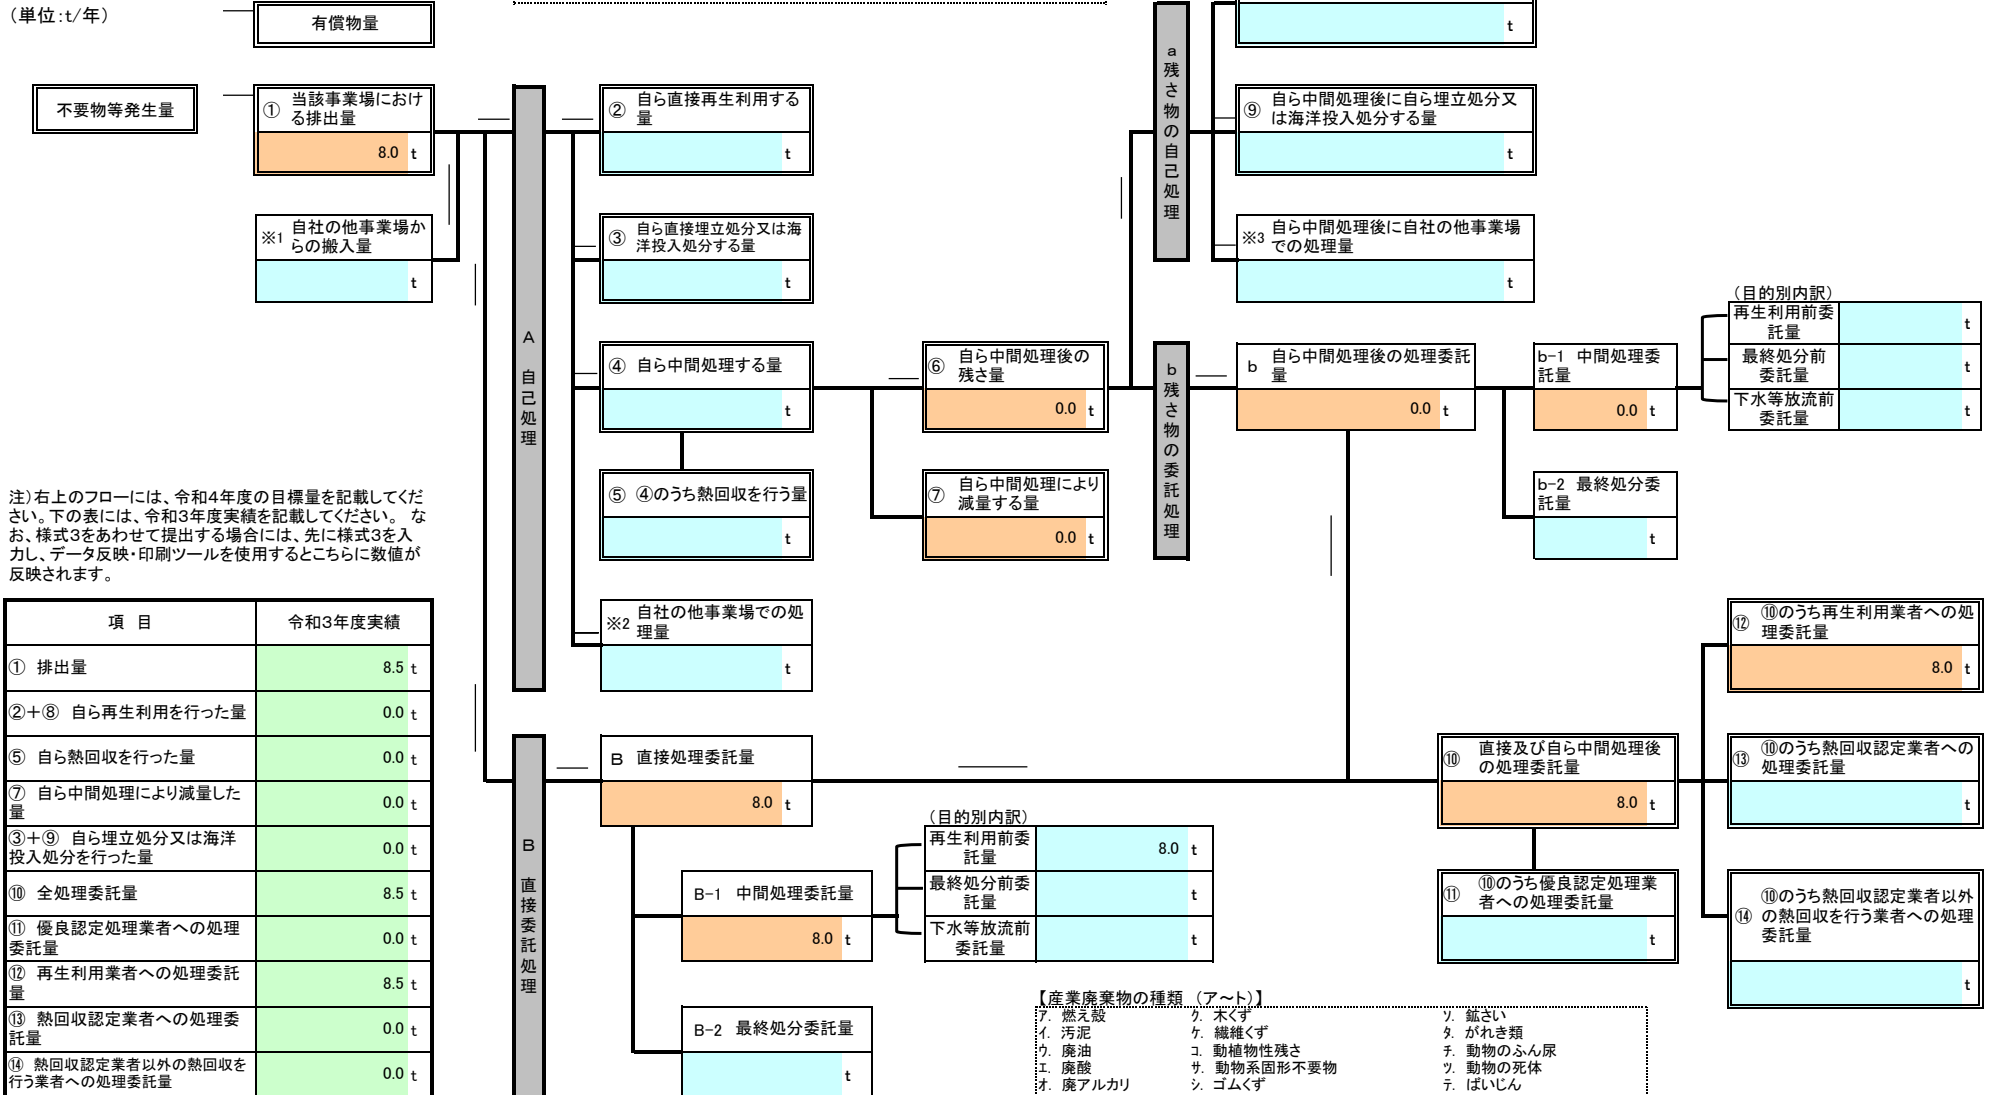 （単位：t/年）
有償物量
t
不要物等発生量
① 当該事業場におけ
る排出量
8.0 t
※1 自社の他事業場か
らの搬入量
t
A 自己処理
② 自ら直接再生利用する
量
t
③ 自ら直接埋立処分又は海
洋投入処分する量
t
④ 自ら中間処理する量
t
⑤ ④のうち熱回収を行う量
t
※2 自社の他事業場での処
理量
t
⑥ 自ら中間処理後の
残さ量
0.0 t
⑦ 自ら中間処理により
減量する量
0.0 t
a 残さ物の自己処理
⑨ 自ら中間処理後に自ら埋立処分又
は海洋投入処分する量
t
※3 自ら中間処理後に自社の他事業場
での処理量
t
b 残さ物の委託処理
b 自ら中間処理後の処理委託
量
0.0 t
b-1 中間処理委
託量
0.0 t
b-2 最終処分委
託量
t
（目的別内訳）
再生利用前委
託量
t
最終処分前
委託量
t
下水等放流前
委託量
t
注）右上のフローには、令和４年度の目標量を記載してくだ
さい。下の表には、令和３年度実績を記載してください。 な
お、様式３をあわせて提出する場合には、先に様式３を入
力し、データ反映・印刷ツールを使用するとこちらに数値が
反映されます。
項 目 令和３年度実績
① 排出量 8.5 t
②＋⑧ 自ら再生利用を行った量 0.0 t
⑤ 自ら熱回収を行った量 0.0 t
⑦ 自ら中間処理により減量した
量 0.0 t
③＋⑨ 自ら埋立処分又は海洋
投入処分を行った量 0.0 t
⑩ 全処理委託量 8.5 t
⑪ 優良認定処理業者への処理
委託量 0.0 t
⑫ 再生利用業者への処理委託
量 8.5 t
⑬ 熱回収認定業者への処理委
託量 0.0 t
⑭ 熱回収認定業者以外の熱回収を
行う業者への処理委託量 0.0 t
B 直接委託処理
B 直接処理委託量
8.0 t
B-1 中間処理委託量
8.0 t
B-2 最終処分委託量
t
（目的別内訳）
再生利用前委
託量
8.0 t
最終処分前委
託量
t
下水等放流前
委託量
t
⑩ 直接及び自ら中間処理後
の処理委託量
8.0 t
⑪ ⑩のうち優良認定処理業
者への処理委託量
t
⑫ ⑩のうち再生利用業者への処
理委託量
8.0 t
⑬ ⑩のうち熱回収認定業者への
処理委託量
t
⑭ ⑩のうち熱回収認定業者以外
の熱回収を行う業者への処理
委託量
t
【産業廃棄物の種類 （ア～ト）】
ア. 燃え殻 ク. 木くず ソ. 鉱さい
イ. 汚泥 ケ. 繊維くず タ. がれき類
ウ. 廃油 コ. 動植物性残さ チ. 動物のふん尿
エ. 廃酸 サ. 動物系固形不要物 ツ. 動物の死体
オ. 廃アルカリ シ. ゴムくず テ. ばいじん